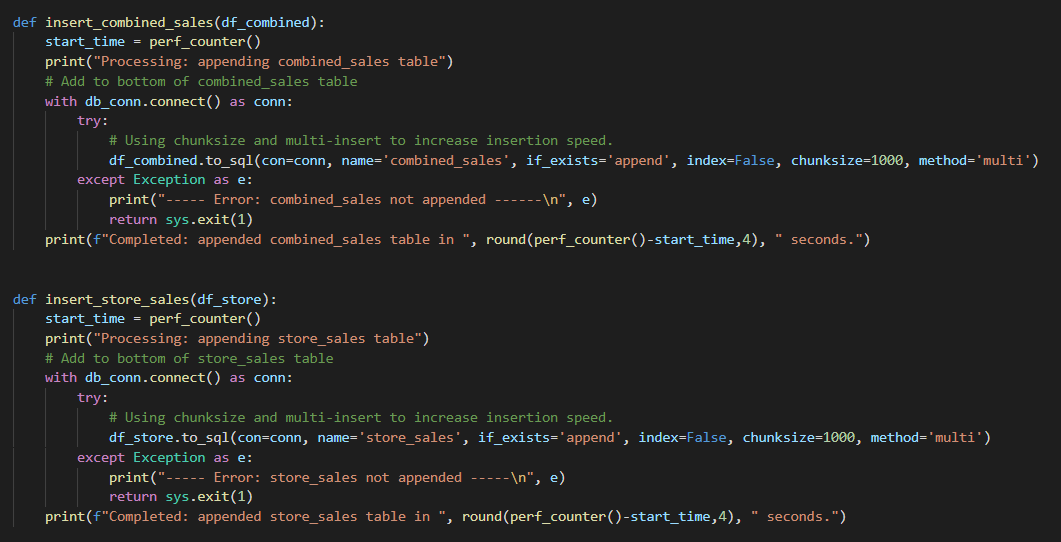 def insert_combined_sales(df_combined):
    start_time = perf_counter()
    print("Processing: appending combined_sales table")
    # Add to bottom of combined_sales table
    with db_conn.connect() as conn:
        try:
            # Using chunksize and multi-insert to increase insertion speed.
            df_combined.to_sql(con=conn, name='combined_sales', if_exists='append', index=False, chunksize=1000, method='multi')
        except Exception as e:
            print("----- Error: combined_sales not appended ------\n", e)
            return sys.exit(1)
    print(f"Completed: appended combined_sales table in ", round(perf_counter()-start_time,4), " seconds.")

def insert_store_sales(df_store):
    start_time = perf_counter()
    print("Processing: appending store_sales table")
    # Add to bottom of store_sales table
    with db_conn.connect() as conn:
        try:
            # Using chunksize and multi-insert to increase insertion speed.
            df_store.to_sql(con=conn, name='store_sales', if_exists='append', index=False, chunksize=1000, method='multi')
        except Exception as e:
            print("----- Error: store_sales not appended -----\n", e)
            return sys.exit(1)
    print(f"Completed: appended store_sales table in ", round(perf_counter()-start_time,4), " seconds.")